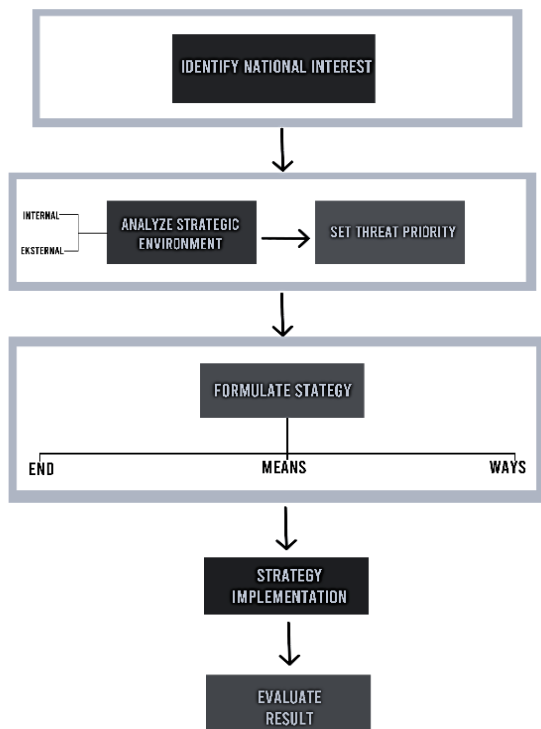 IDENTIFY NATIONAL INTEREST
INTERNAL
EKSTERNAL
ANALYZE STRATEGIC
ENVIRONMENT
SET THREAT PRIORITY
FORMULATE STATEGY
END
MEANS
WAYS
STRATEGY
IMPLEMENTATION
EVALUATE
RESULT